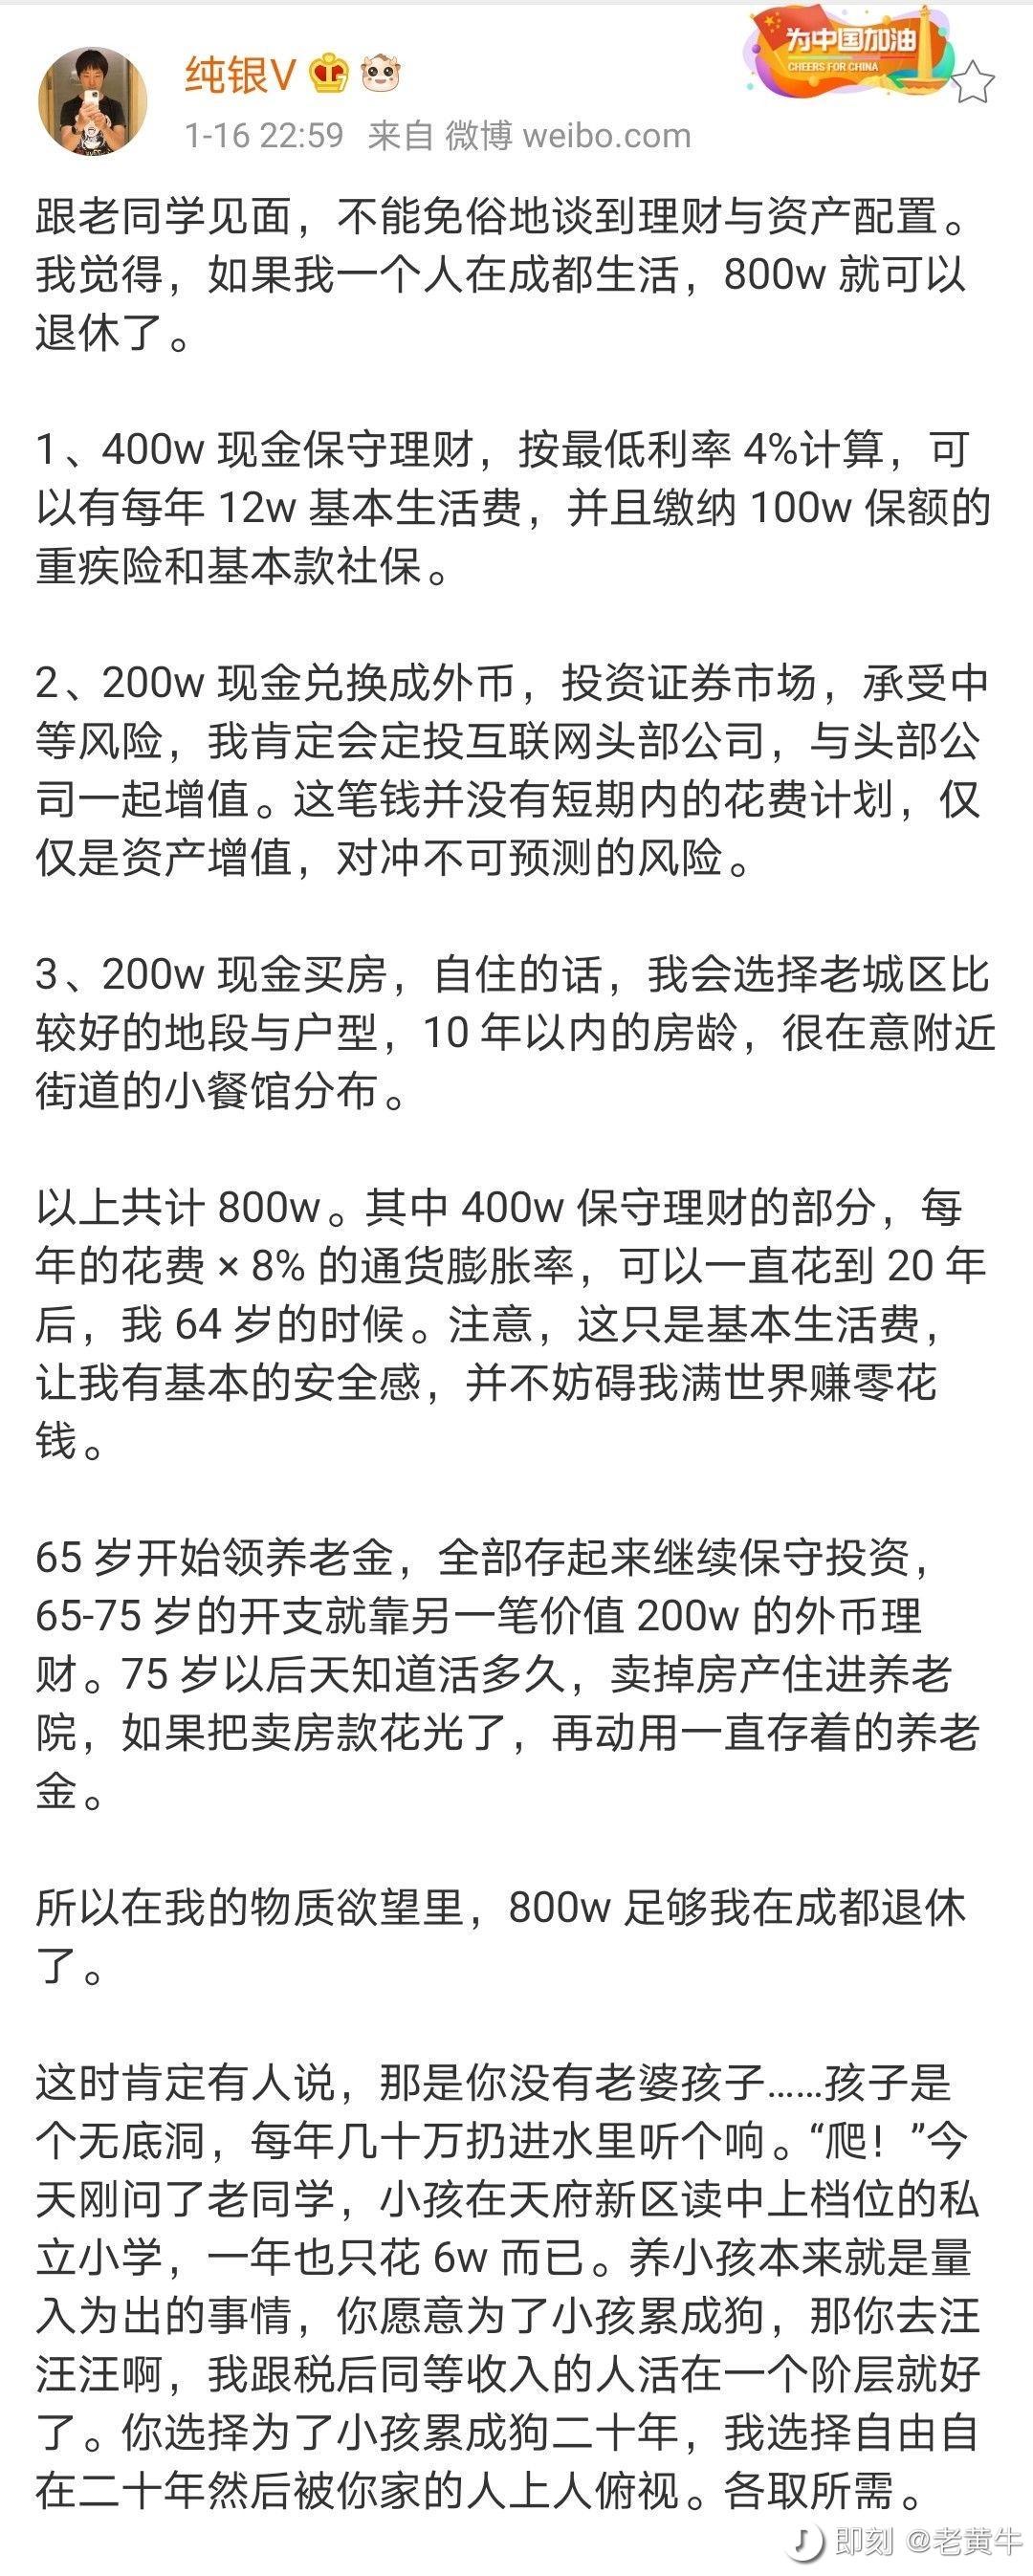 为中国加油
CHEERS FOR CHINA
纯银V
1-16 22:59 来自 微博 weibo.com
跟老同学见面，不能免俗地谈到理财与资产配置。
我觉得，如果我一个人在成都生活，800w 就可以
退休了。
1、400w 现金保守理财，按最低利率 4%计算，可
以有每年 12w 基本生活费，并且缴纳 100w 保额的
重疾险和基本款社保。
2、200w 现金兑换成外币，投资证券市场，承受中
等风险，我肯定会定投互联网头部公司，与头部公
司一起增值。这笔钱并没有短期内的花费计划，仅
仅是资产增值，对冲不可预测的风险。
3、200w 现金买房，自住的话，我会选择老城区比
较好的地段与户型，10 年以内的房龄，很在意附近
街道的小餐馆分布。
以上共计 800w。其中 400w 保守理财的部分，每
年的花费 × 8% 的通货膨胀率，可以一直花到 20 年
后，我 64 岁的时候。注意，这只是基本生活费，
让我有基本的安全感，并不妨碍我满世界赚零花
钱。
65 岁开始领养老金，全部存起来继续保守投资，
65-75 岁的开支就靠另一笔价值 200w 的外币理
财。75 岁以后天知道活多久，卖掉房产住进养老
院，如果把卖房款花光了，再动用一直存着的养老
金。
所以在我的物质欲望里，800w 足够我在成都退休
了。
这时肯定有人说，那是你没有老婆孩子……孩子是
个无底洞，每年几十万扔进水里听个响。“爬！”今
天刚问了老同学，小孩在天府新区读中上档位的私
立小学，一年也只花 6w 而已。养小孩本来就是量
入为出的事情，你愿意为了小孩累成狗，那你去汪
汪汪啊，我跟税后同等收入的人活在一个阶层就好
了。你选择为了小孩累成狗二十年，我选择自由自
在二十年然后被你家的人上人俯视。各取所需。
即刻 @老黄牛